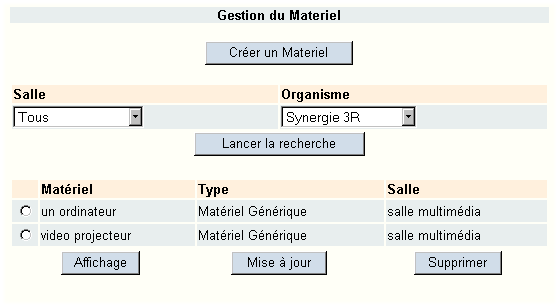 Gestion du Materiel
Créer un Materiel
Salle Organisme
Tous Synergie 3R
Lancer la recherche
Matériel Type Salle
un ordinateur Matériel Générique salle multimédia
video projecteur Matériel Générique salle multimédia
Affichage Mise à jour Supprimer